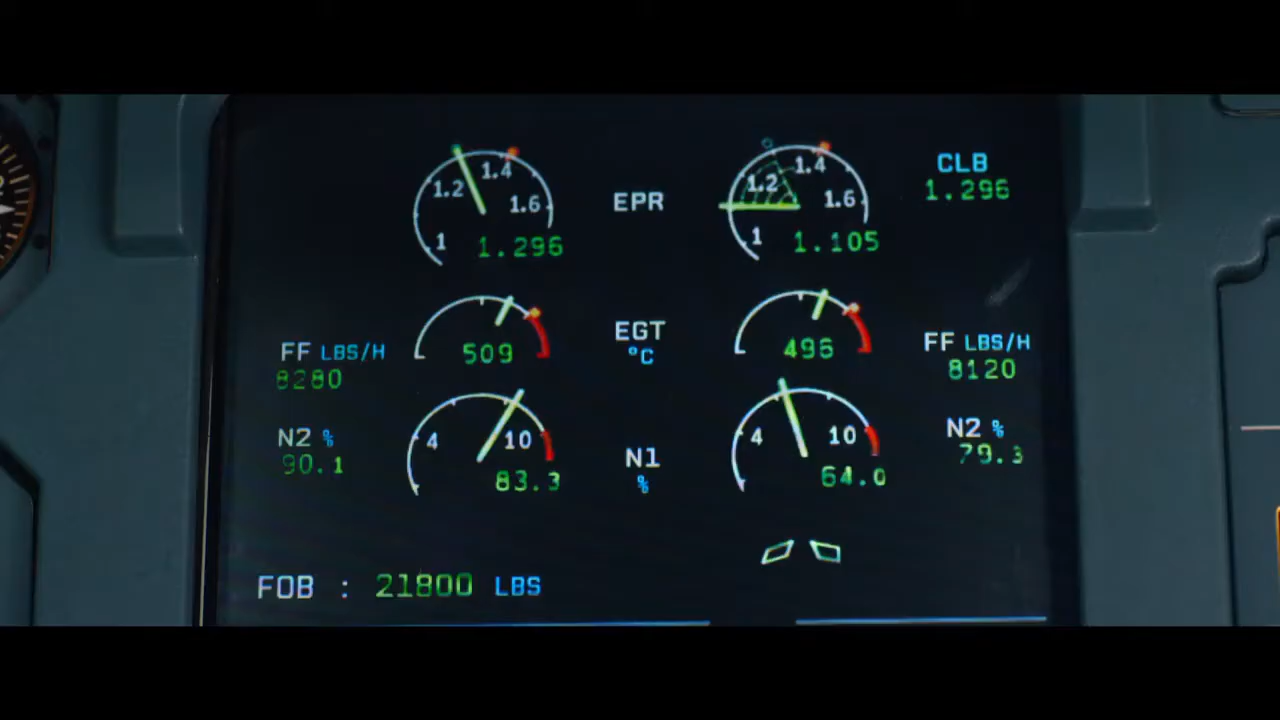 1.2 1.4 1.6 1 1.296
EPR
1.2 1.4 1.6 1 1.105
CLB
1.296
FF LBS/H
8280
509
EGT
°C
496
FF LBS/H
8120
N2 %
90.1
4 10
83.3
N1
%
4 10
64.0
N2 %
79.3
FOB : 21800 LBS